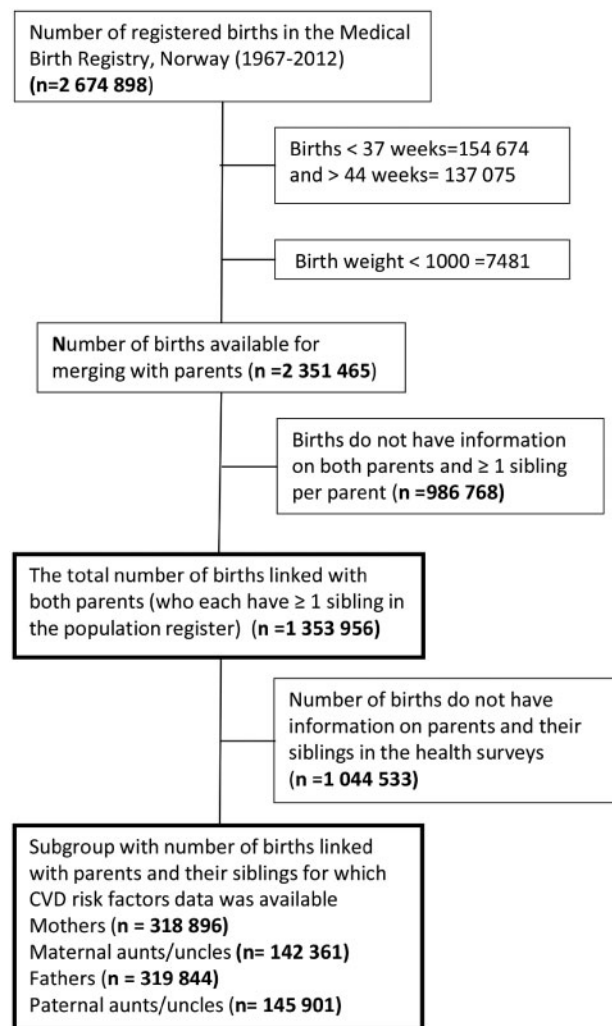 Number of registered births in the Medical
Birth Registry, Norway (1967-2012)
(n=2 674 898)
Births < 37 weeks=154 674
and > 44 weeks= 137 075
Birth weight < 1000 =7481
Number of births available for
merging with parents (n =2 351 465)
Births do not have information
on both parents and ≥ 1 sibling
per parent (n =986 768)
The total number of births linked with
both parents (who each have ≥ 1 sibling in
the population register) (n =1 353 956)
Number of births do not have
information on parents and their
siblings in the health surveys
(n =1 044 533)
Subgroup with number of births linked
with parents and their siblings for which
CVD risk factors data was available
Mothers (n = 318 896)
Maternal aunts/uncles (n= 142 361)
Fathers (n = 319 844)
Paternal aunts/uncles (n= 145 901)